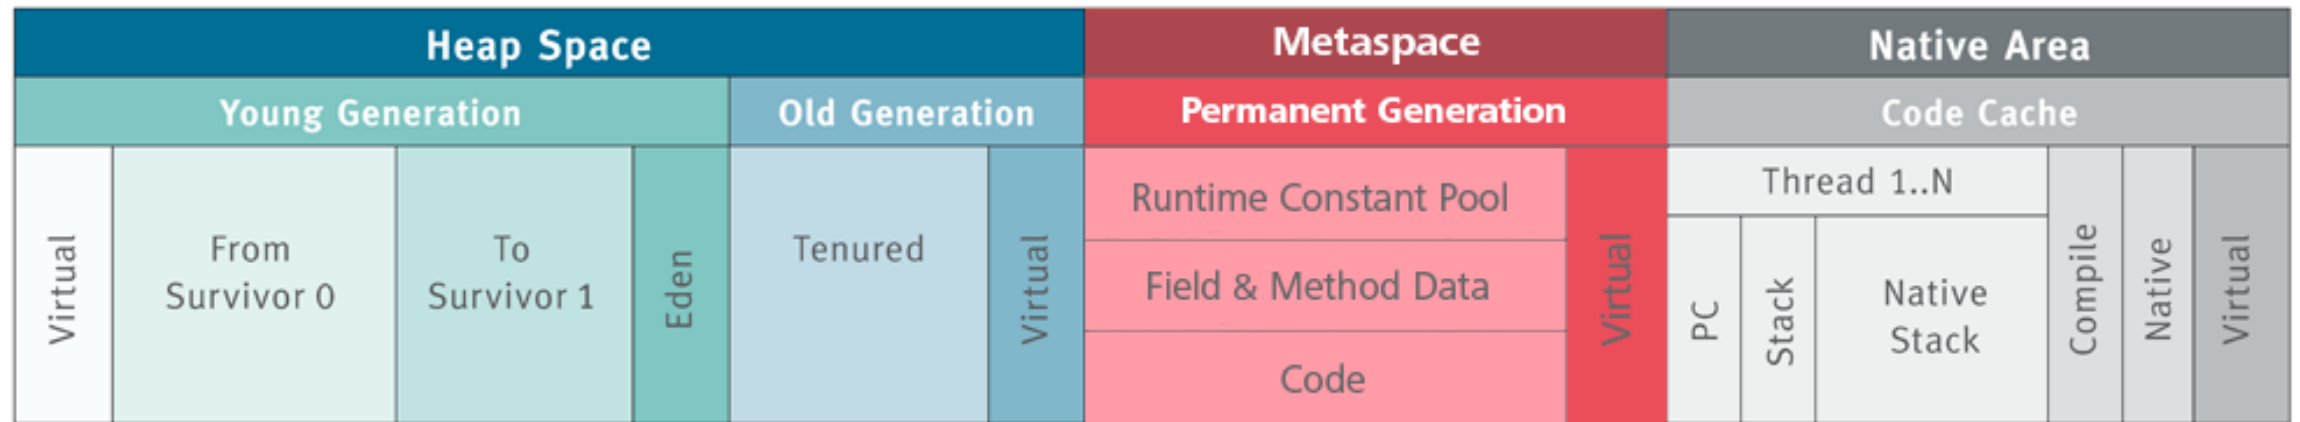 Heap Space
Metaspace
Native Area
Young Generation
Old Generation
Permanent Generation
Code Cache
Virtual
From
Survivor 0
To
Survivor 1
Eden
Tenured
Virtual
Runtime Constant Pool
Field & Method Data
Code
Virtual
Thread 1..N
PC
Stack
Native
Stack
Compile
Native
Virtual